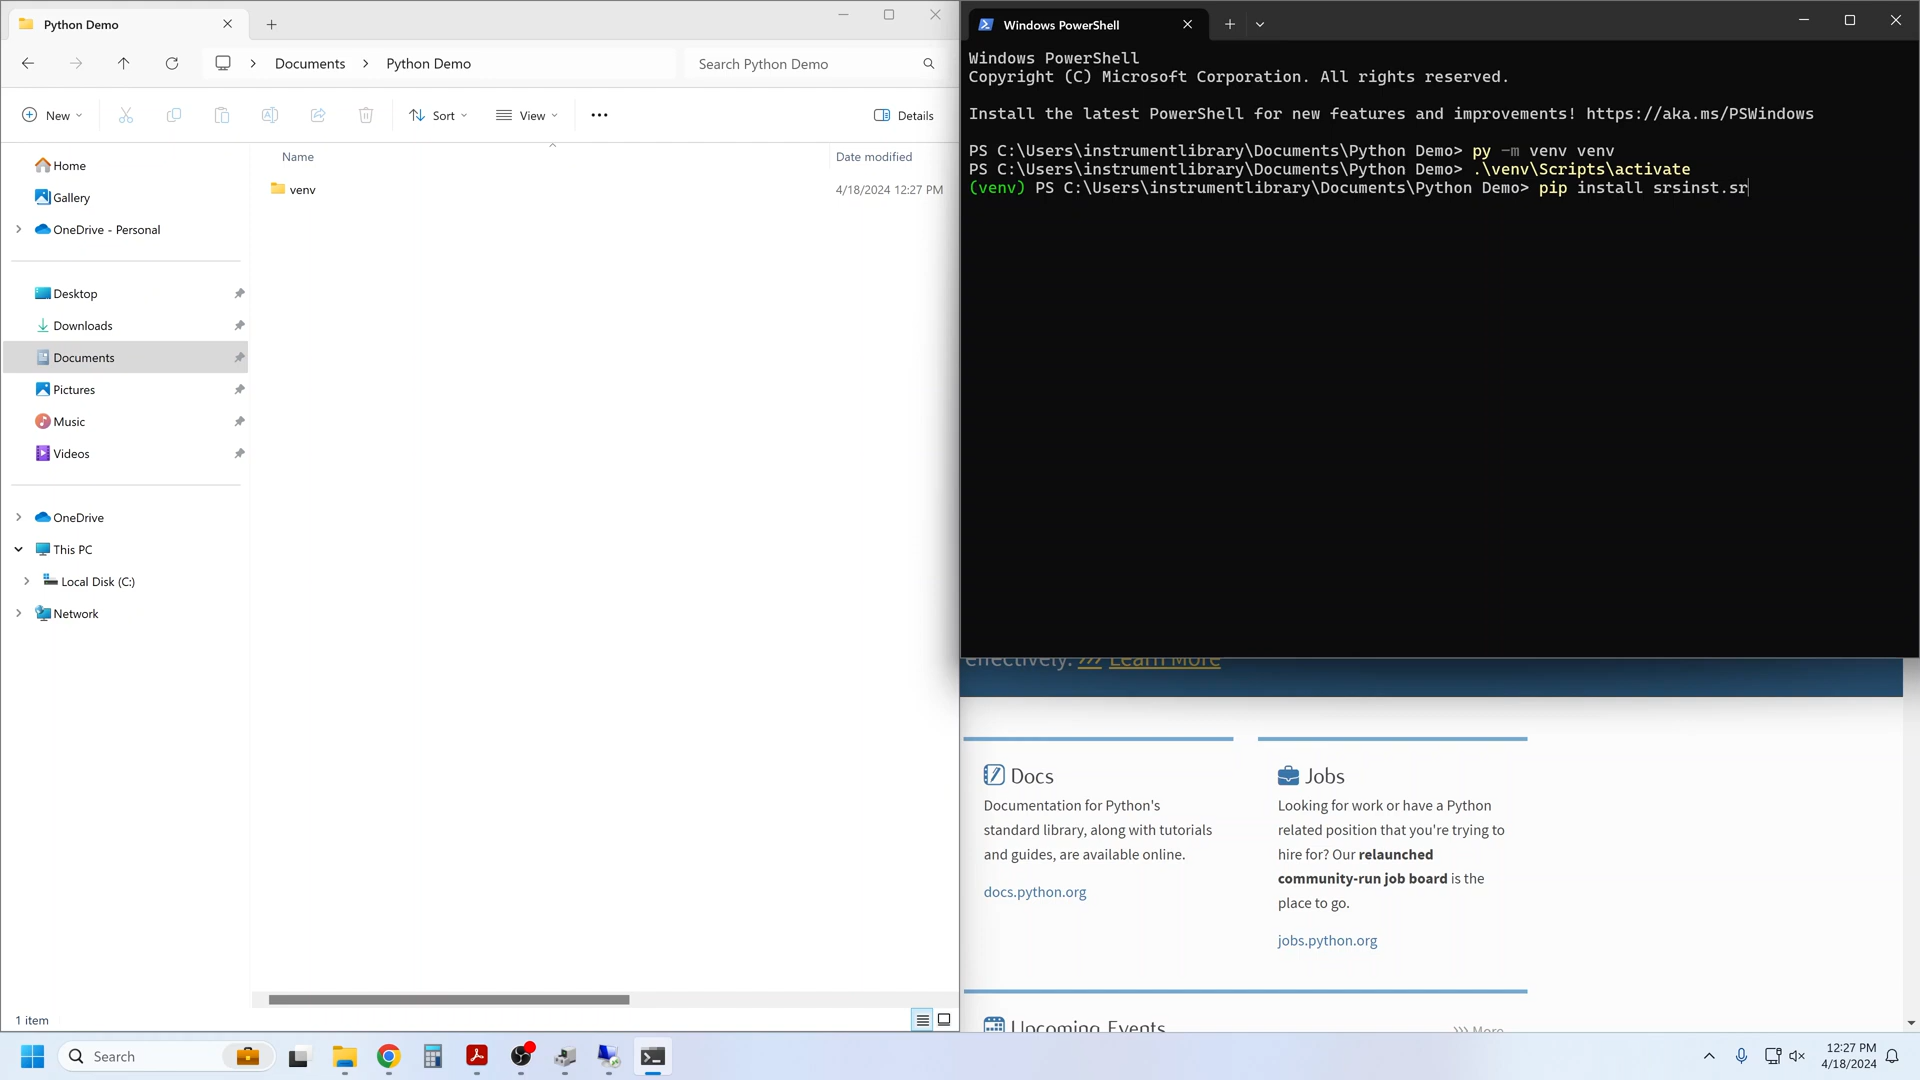 Python Demo
Documents
Python Demo
Search Python Demo
New
Sort
View
Details
Home
Gallery
OneDrive - Personal
Desktop
Downloads
Documents
Pictures
Music
Videos
OneDrive
This PC
Local Disk (C:)
Network
Name
Date modified
venv
4/18/2024 12:27 PM
1 item
Windows PowerShell
Windows PowerShell
Copyright (C) Microsoft Corporation. All rights reserved.
Install the latest PowerShell for new features and improvements! https://aka.ms/PSWindows
PS C:\Users\instrumentlibrary\Documents\Python Demo> py -m venv venv
PS C:\Users\instrumentlibrary\Documents\Python Demo> .\venv\Scripts\activate
(venv) PS C:\Users\instrumentlibrary\Documents\Python Demo> pip install srsinst.sr
effectively. >>> Learn More
Docs
Documentation for Python's
standard library, along with tutorials
and guides, are available online.
docs.python.org
Jobs
Looking for work or have a Python
related position that you're trying to
hire for? Our relaunched
community-run job board is the
place to go.
jobs.python.org
Upcoming Events
>>> More
Search
12:27 PM
4/18/2024